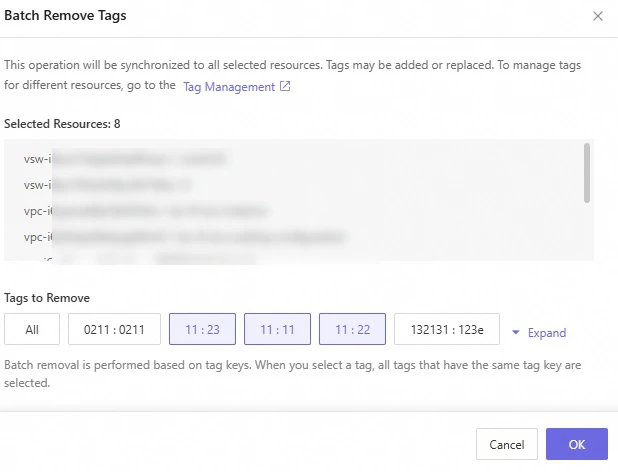 Batch Remove Tags
This operation will be synchronized to all selected resources. Tags may be added or replaced. To manage tags
for different resources, go to the Tag Management
Selected Resources: 8
vsw-i
vsw-i
vpc-i
vpc-i
Tags to Remove
All 0211 : 0211 11 : 23 11 : 11 11 : 22 132131 : 123e Expand
Batch removal is performed based on tag keys. When you select a tag, all tags that have the same tag key are
selected.
Cancel OK